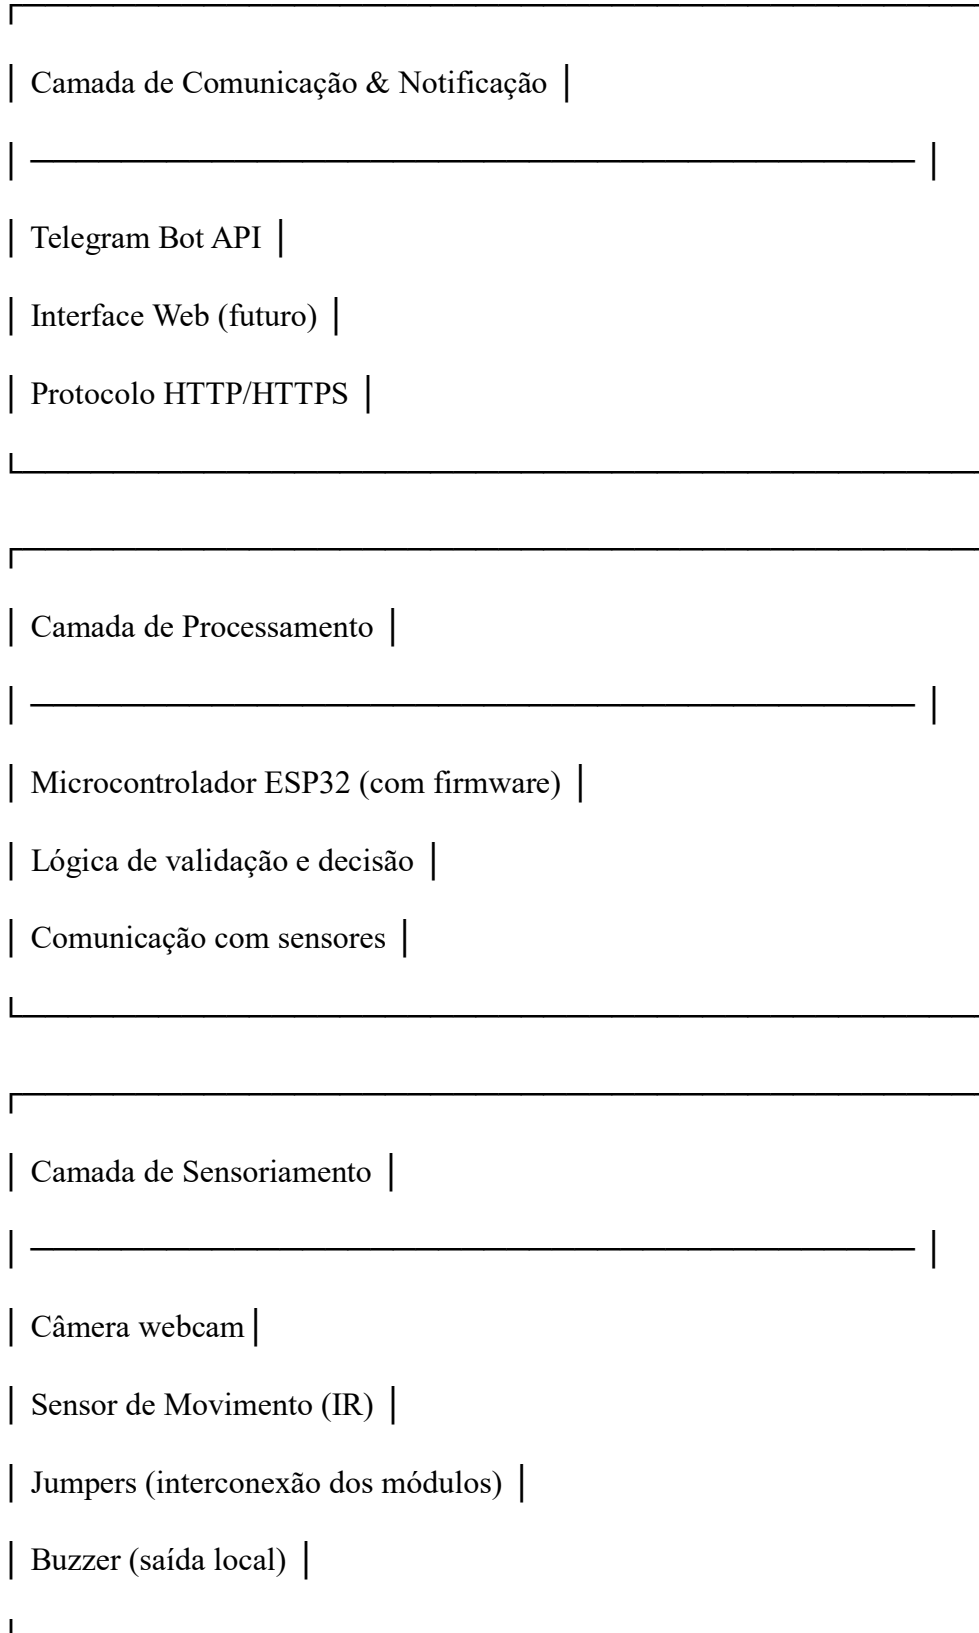 Camada de Comunicação & Notificação
Telegram Bot API
Interface Web (futuro)
Protocolo HTTP/HTTPS
Camada de Processamento
Microcontrolador ESP32 (com firmware)
Lógica de validação e decisão
Comunicação com sensores
Camada de Sensoriamento
Câmera webcam
Sensor de Movimento (IR)
Jumpers (interconexão dos módulos)
Buzzer (saída local)